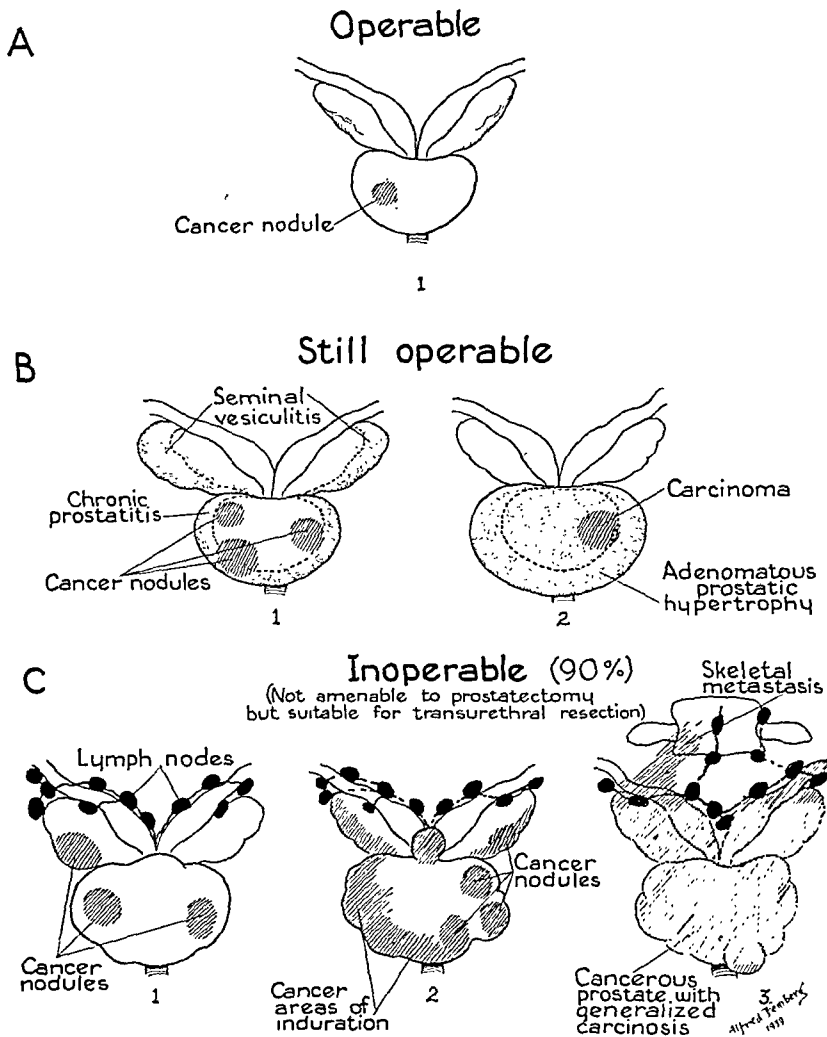 A
Operable
Cancer nodule
1
B
Still operable
Seminal
vesiculitis
Chronic
prostatitis
Cancer nodules
1
Carcinoma
Adenomatous
prostatic
hypertrophy
2
C
Inoperable (90%)
(Not amenable to prostatectomy
but suitable for transurethral resection)
Skeletal
metastasis
Lymph nodes
Cancer
nodules
1
Cancer
nodules
Cancer
areas of
induration
2
Cancerous
prostate with
generalized
carcinosis
3
Alfred Feinberg
1939